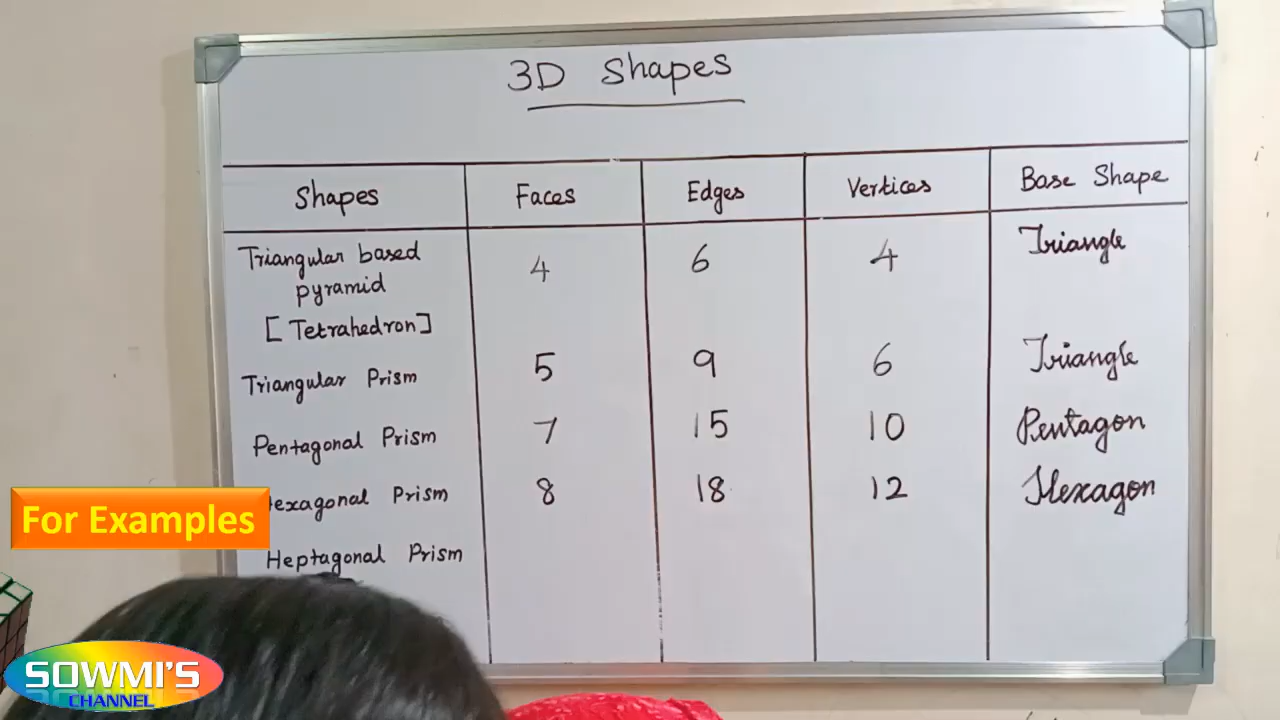 3D Shapes
Shapes Faces Edges Vertices Base Shape
Triangular based 4 6 4 Triangle
pyramid
[Tetrahedron]
Triangular Prism 5 9 6 Triangle
Pentagonal Prism 7 15 10 Pentagon
exagonal Prism 8 18 12 Hexagon
For Examples
Heptagonal Prism
SOWMI'S
CHANNEL